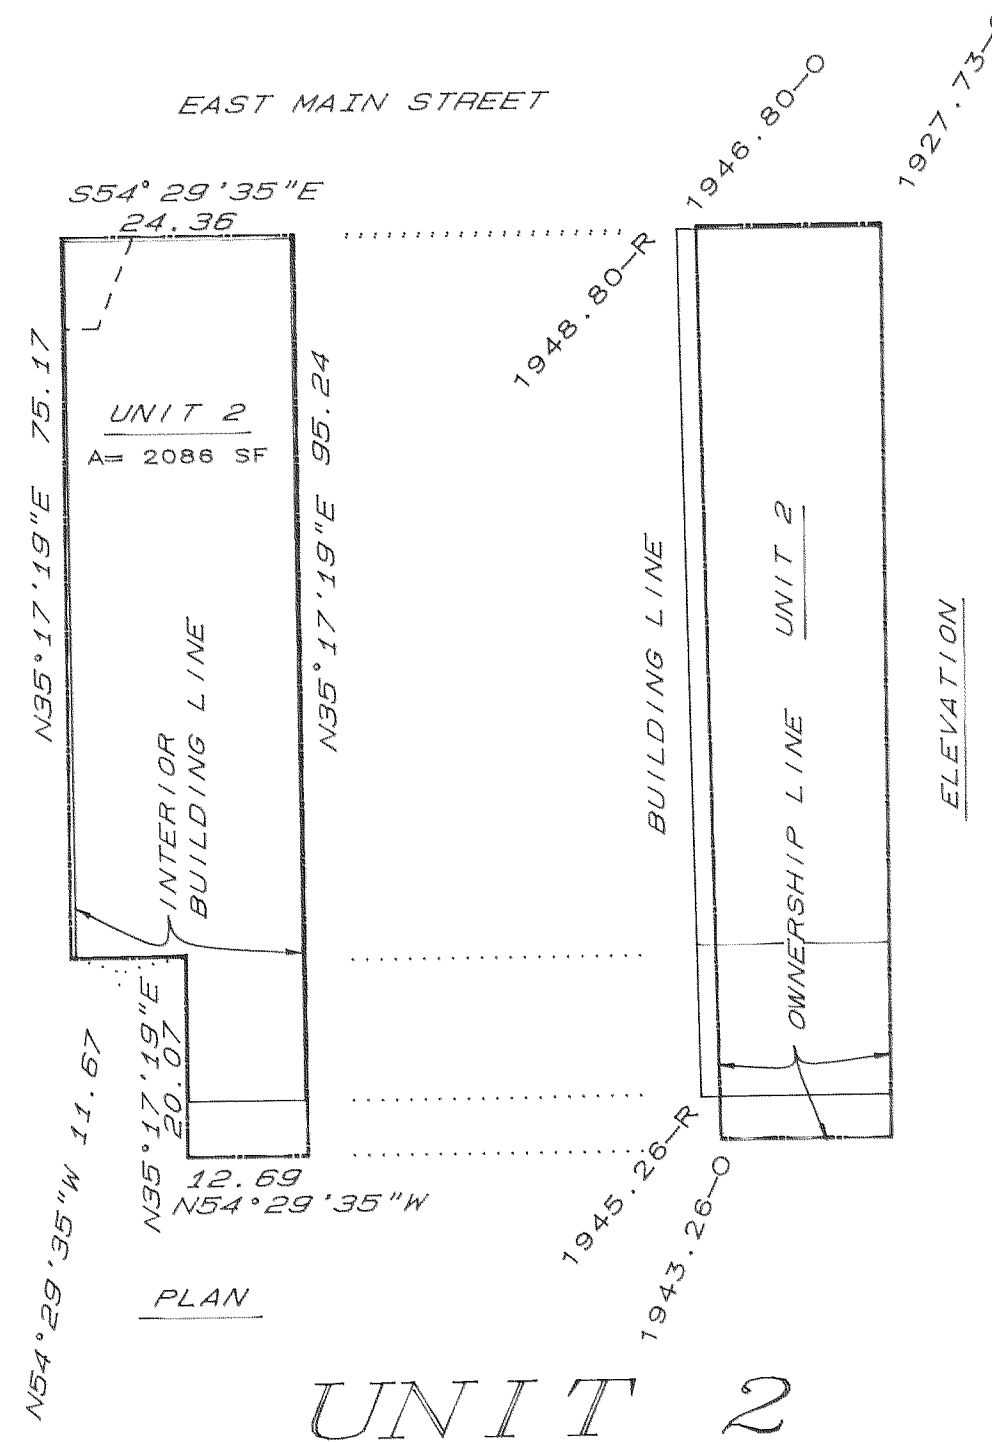 EAST MAIN STREET
S54°29'35"E
24.36
N35°17'19"E 75.17
UNIT 2
A= 2086 SF
N35°17'19"E 95.24
INTERIOR
BUILDING LINE
N35°17'19"E
20.07
N54°29'35"W 11.67
12.69
N54°29'35"W
PLAN
1946.80-O
1927.73-
1948.80-R
BUILDING LINE
UNIT 2
OWNERSHIP LINE
ELEVATION
1945.26-R
1943.26-O
UNIT 2